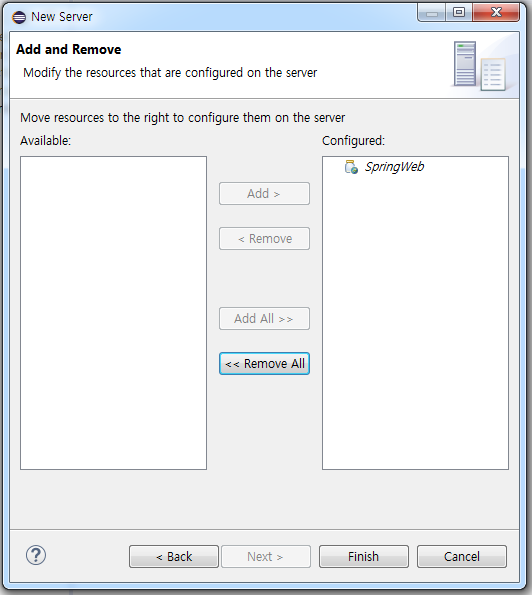 New Server
Add and Remove
Modify the resources that are configured on the server
Move resources to the right to configure them on the server
Available:
Configured:
SpringWeb
Add >
< Remove
Add All >>
<< Remove All
?
< Back
Next >
Finish
Cancel